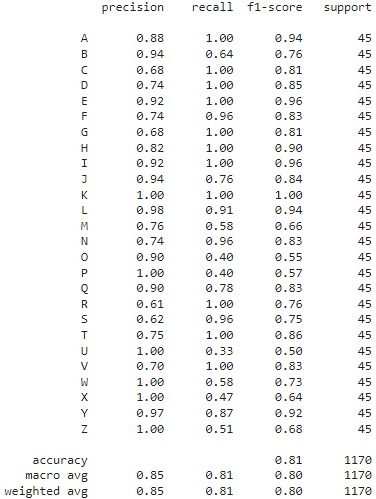 precision recall f1-score support
A 0.88 1.00 0.94 45
B 0.94 0.64 0.76 45
C 0.68 1.00 0.81 45
D 0.74 1.00 0.85 45
E 0.92 1.00 0.96 45
F 0.74 0.96 0.83 45
G 0.68 1.00 0.81 45
H 0.82 1.00 0.90 45
I 0.92 1.00 0.96 45
J 0.94 0.76 0.84 45
K 1.00 1.00 1.00 45
L 0.98 0.91 0.94 45
M 0.76 0.58 0.66 45
N 0.74 0.96 0.83 45
O 0.90 0.40 0.55 45
P 1.00 0.40 0.57 45
Q 0.90 0.78 0.83 45
R 0.61 1.00 0.76 45
S 0.62 0.96 0.75 45
T 0.75 1.00 0.86 45
U 1.00 0.33 0.50 45
V 0.70 1.00 0.83 45
W 1.00 0.58 0.73 45
X 1.00 0.47 0.64 45
Y 0.97 0.87 0.92 45
Z 1.00 0.51 0.68 45
accuracy 0.81 1170
macro avg 0.85 0.81 0.80 1170
weighted avg 0.85 0.81 0.80 1170